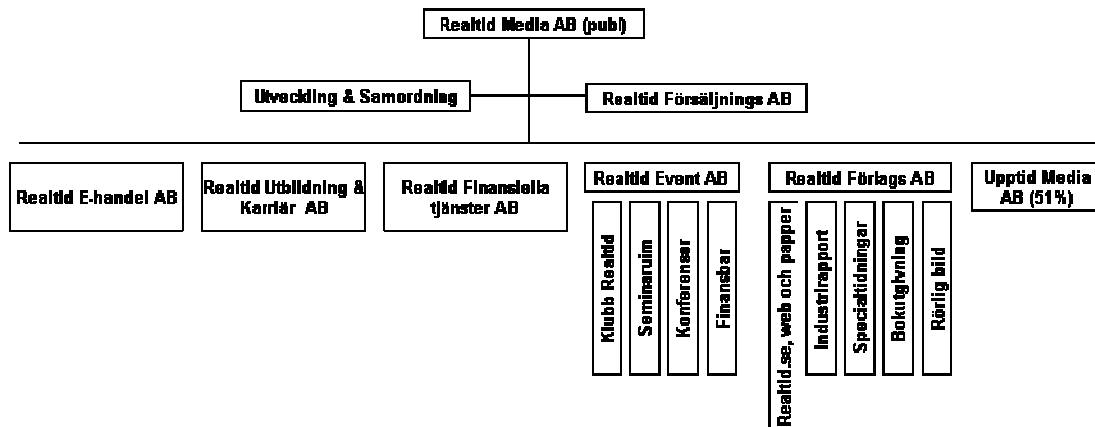 Realtid Media AB (publ)
Utveckling & Samordning
Realtid Försäljnings AB
Realtid E-handel AB
Realtid Utbildning &
Karriär AB
Realtid Finansiella
tjänster AB
Realtid Event AB
Klubb Realtid
Seminaruim
Konferenser
Finansbar
Realtid Förlags AB
Realtid.se, web och papper
Industrirapport
Specialtidningar
Bokutgivning
Rörlig bild
Upptid Media
AB (51%)